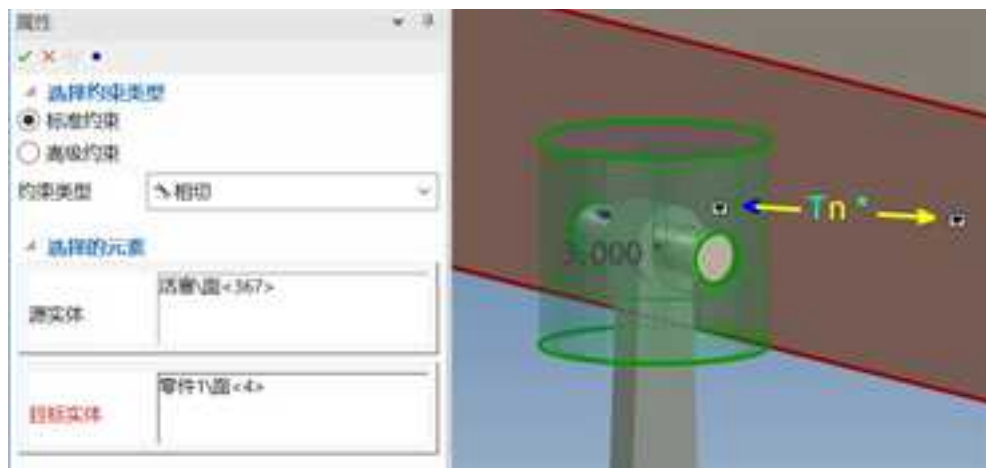 属性
选择约束类型
标准约束
高级约束
约束类型
相切
选择的元素
源实体
活塞\面<367>
目标实体
零件1\面<4>
3.000
Tn *